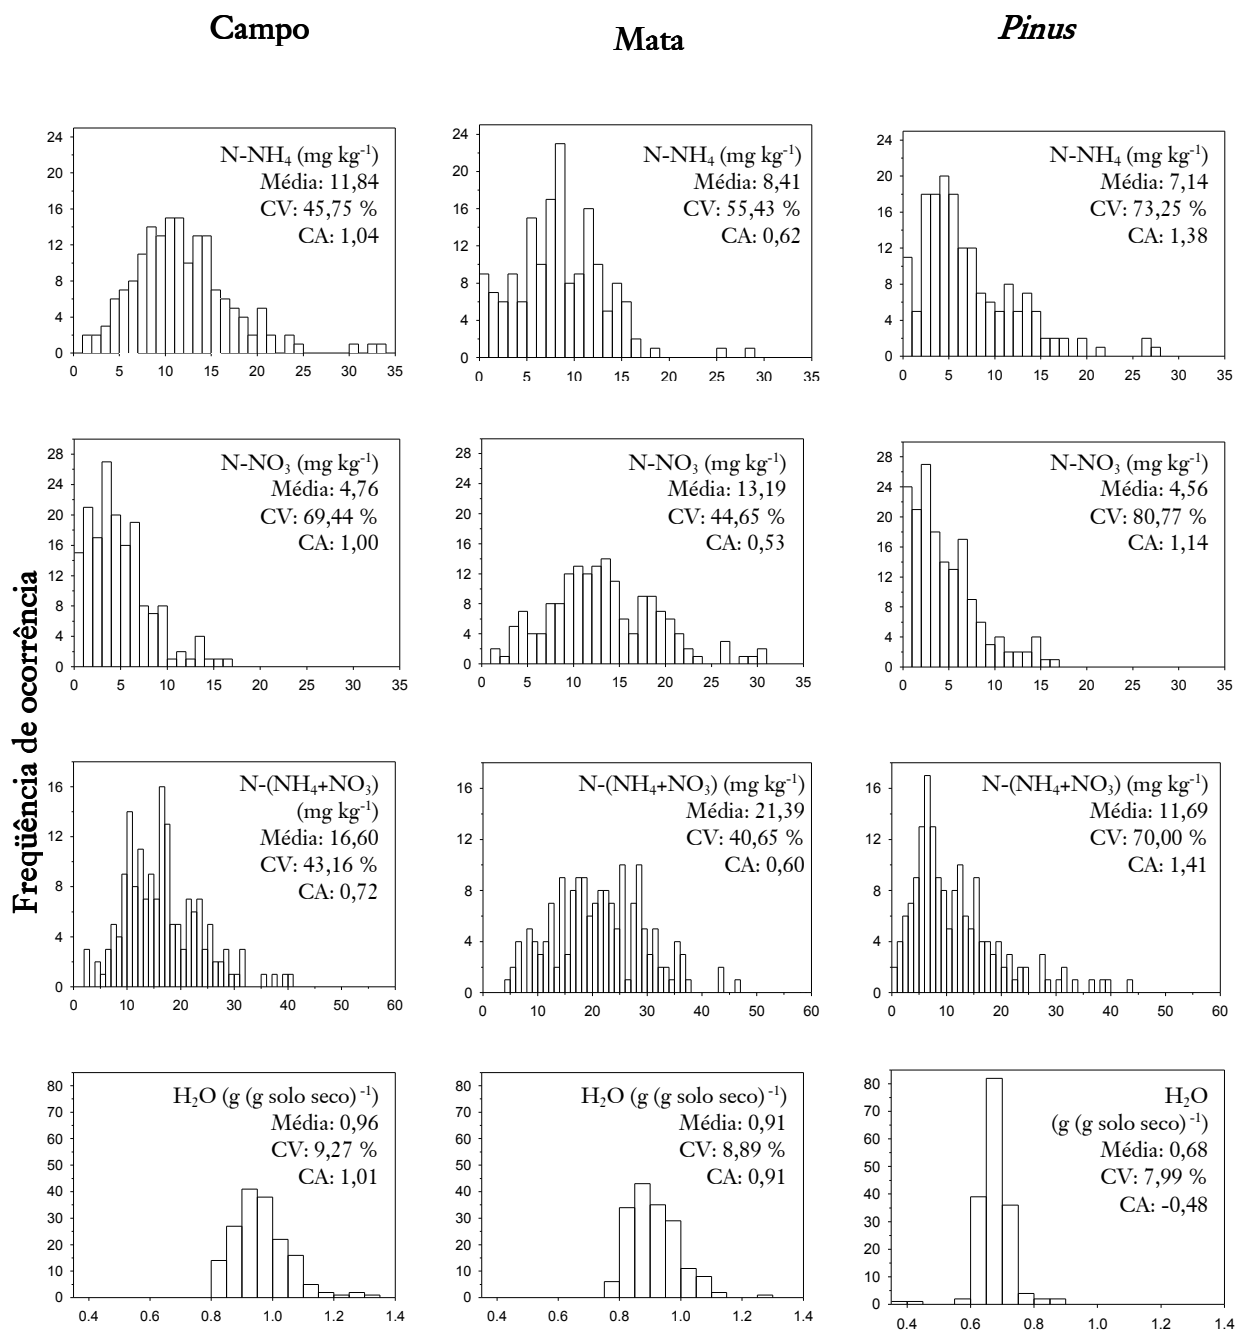 Campo
Mata
Pinus
Freqüência de ocorrência
24
20
16
12
8
4
0
N-NH₄ (mg kg⁻¹)
Média: 11,84
CV: 45,75 %
CA: 1,04
0 5 10 15 20 25 30 35
24
20
16
12
8
4
0
N-NH₄ (mg kg⁻¹)
Média: 8,41
CV: 55,43 %
CA: 0,62
0 5 10 15 20 25 30 35
24
20
16
12
8
4
0
N-NH₄ (mg kg⁻¹)
Média: 7,14
CV: 73,25 %
CA: 1,38
0 5 10 15 20 25 30 35
28
24
20
16
12
8
4
0
N-NO₃ (mg kg⁻¹)
Média: 4,76
CV: 69,44 %
CA: 1,00
0 5 10 15 20 25 30 35
28
24
20
16
12
8
4
0
N-NO₃ (mg kg⁻¹)
Média: 13,19
CV: 44,65 %
CA: 0,53
0 5 10 15 20 25 30 35
28
24
20
16
12
8
4
0
N-NO₃ (mg kg⁻¹)
Média: 4,56
CV: 80,77 %
CA: 1,14
0 5 10 15 20 25 30 35
16
12
8
4
0
N-(NH₄+NO₃)
(mg kg⁻¹)
Média: 16,60
CV: 43,16 %
CA: 0,72
0 10 20 30 40 50 60
16
12
8
4
0
N-(NH₄+NO₃) (mg kg⁻¹)
Média: 21,39
CV: 40,65 %
CA: 0,60
0 10 20 30 40 50 60
16
12
8
4
0
N-(NH₄+NO₃) (mg kg⁻¹)
Média: 11,69
CV: 70,00 %
CA: 1,41
0 10 20 30 40 50 60
80
70
60
50
40
30
20
10
0
H₂O (g (g solo seco)⁻¹)
Média: 0,96
CV: 9,27 %
CA: 1,01
0.4 0.6 0.8 1.0 1.2 1.4
80
70
60
50
40
30
20
10
0
H₂O (g (g solo seco)⁻¹)
Média: 0,91
CV: 8,89 %
CA: 0,91
0.4 0.6 0.8 1.0 1.2 1.4
80
70
60
50
40
30
20
10
0
H₂O
(g (g solo seco)⁻¹)
Média: 0,68
CV: 7,99 %
CA: -0,48
0.4 0.6 0.8 1.0 1.2 1.4